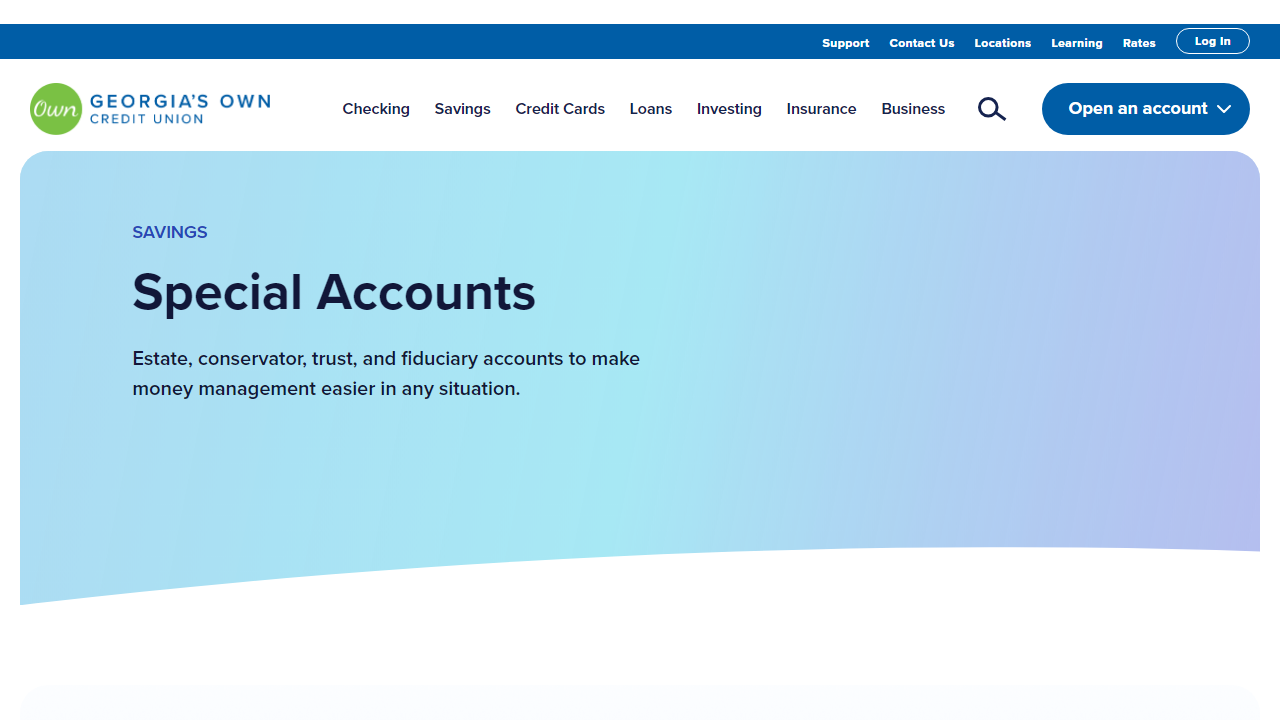 Support Contact Us Locations Learning Rates Log In
Own GEORGIA'S OWN
CREDIT UNION
Checking Savings Credit Cards Loans Investing Insurance Business Open an account
SAVINGS
Special Accounts
Estate, conservator, trust, and fiduciary accounts to make
money management easier in any situation.